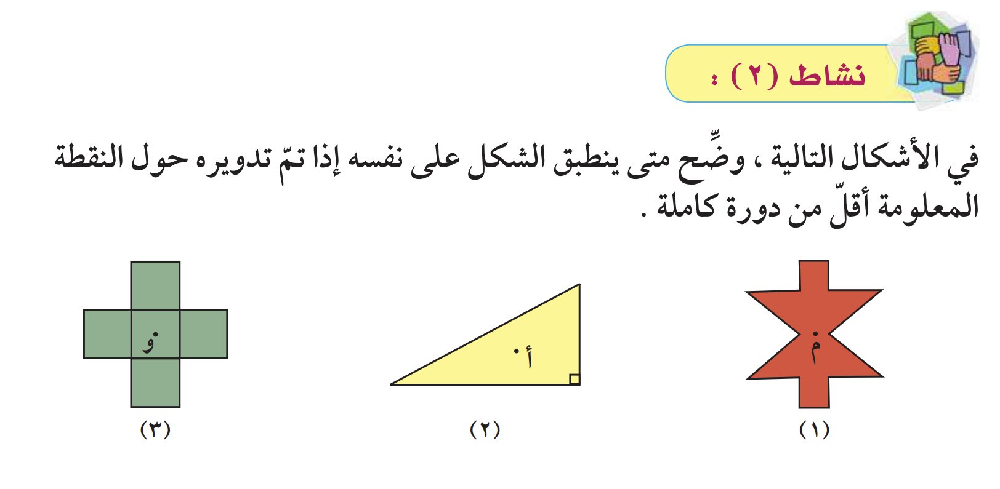 نشاط (٢) :
في الأشكال التالية ، وضِّح متى ينطبق الشكل على نفسه إذا تمّ تدويره حول النقطة
المعلومة أقلّ من دورة كاملة .
م
أ
و
(١)
(٢)
(٣)